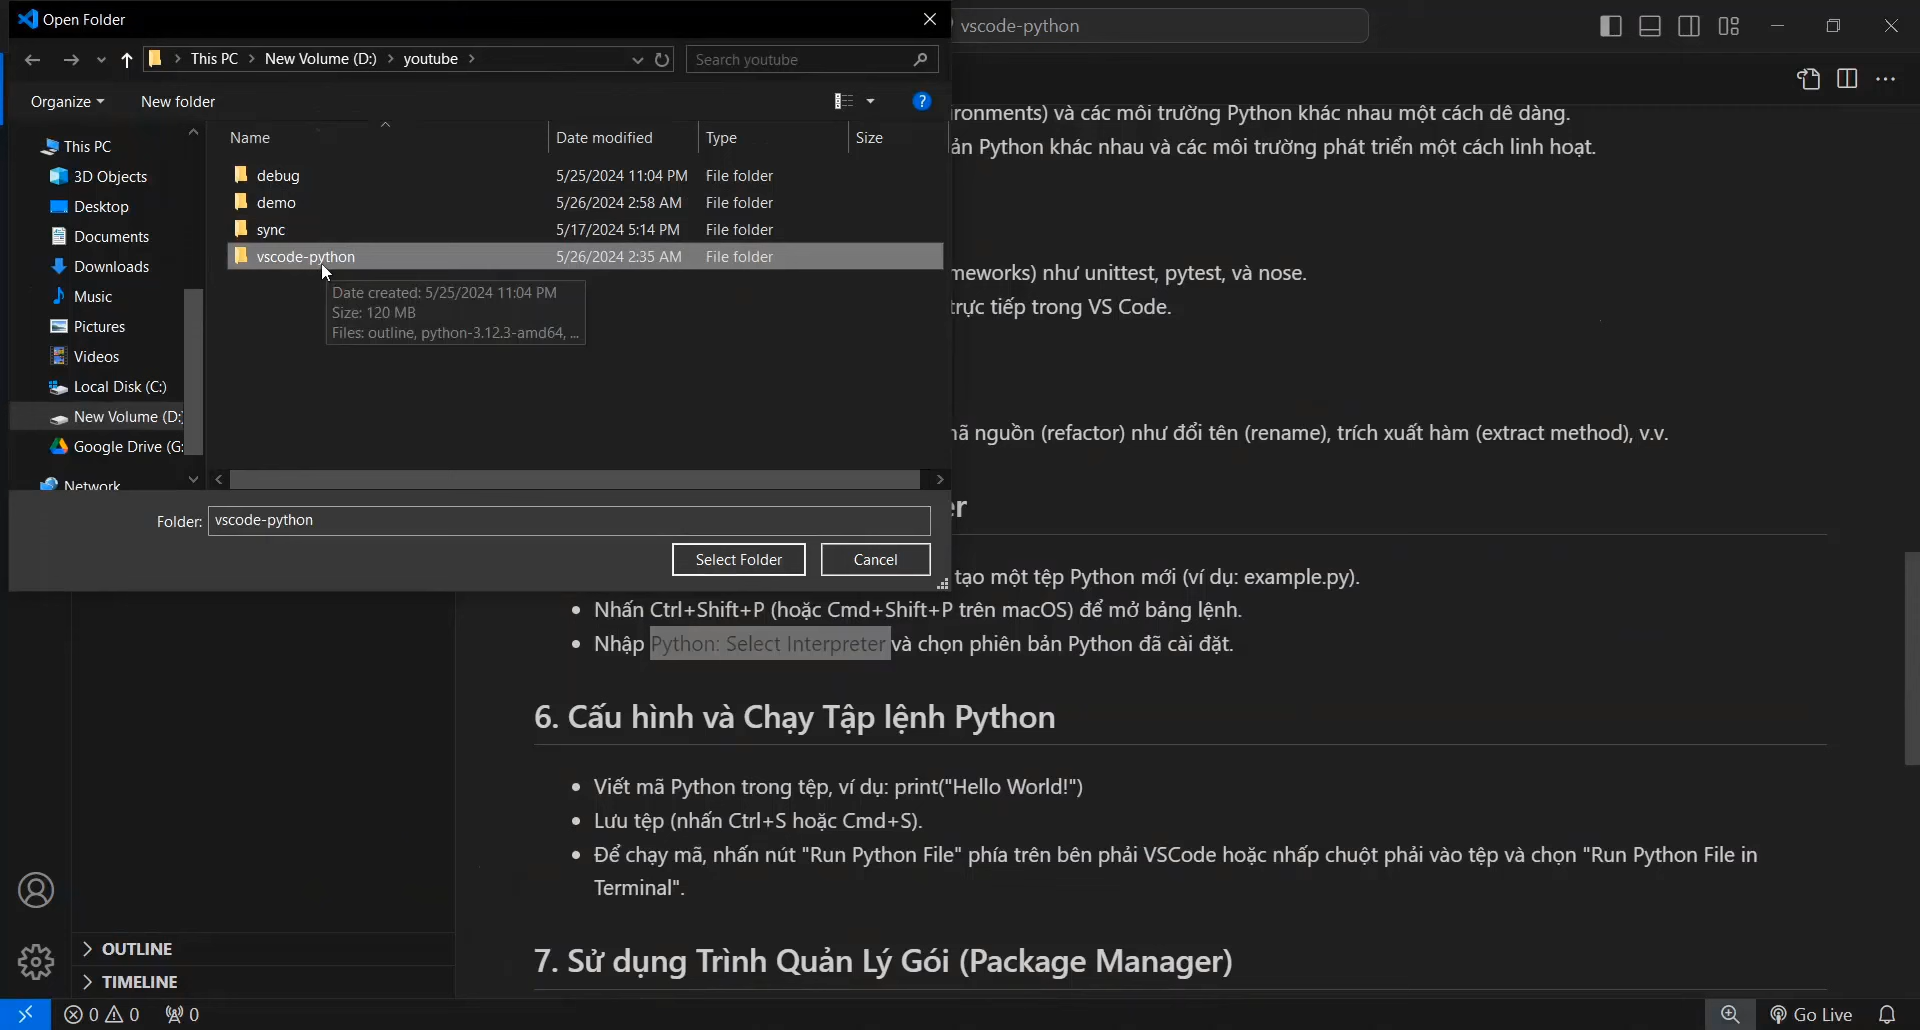 Open Folder
vscode-python
This PC > New Volume (D:) > youtube >
Search youtube
Organize
New folder
?
Name
Date modified
Type
Size
This PC
3D Objects
Desktop
Documents
Downloads
Music
Pictures
Videos
Local Disk (C:)
New Volume (D:
Google Drive (G:
Network
debug 5/25/2024 11:04 PM File folder
demo 5/26/2024 2:58 AM File folder
sync 5/17/2024 5:14 PM File folder
vscode-python 5/26/2024 2:35 AM File folder
Date created: 5/25/2024 11:04 PM
Size: 120 MB
Files: outline, python-3.12.3-amd64, ...
Folder: vscode-python
Select Folder
Cancel
ironments) và các môi trường Python khác nhau một cách dễ dàng.
ản Python khác nhau và các môi trường phát triển một cách linh hoạt.
meworks) như unittest, pytest, và nose.
trực tiếp trong VS Code.
mã nguồn (refactor) như đổi tên (rename), trích xuất hàm (extract method), v.v.
er
tạo một tệp Python mới (ví dụ: example.py).
• Nhấn Ctrl+Shift+P (hoặc Cmd+Shift+P trên macOS) để mở bảng lệnh.
• Nhập Python: Select Interpreter và chọn phiên bản Python đã cài đặt.
6. Cấu hình và Chạy Tập lệnh Python
• Viết mã Python trong tệp, ví dụ: print("Hello World!")
• Lưu tệp (nhấn Ctrl+S hoặc Cmd+S).
• Để chạy mã, nhấn nút "Run Python File" phía trên bên phải VSCode hoặc nhấp chuột phải vào tệp và chọn "Run Python File in
Terminal".
7. Sử dụng Trình Quản Lý Gói (Package Manager)
OUTLINE
TIMELINE
0 0 0
Go Live